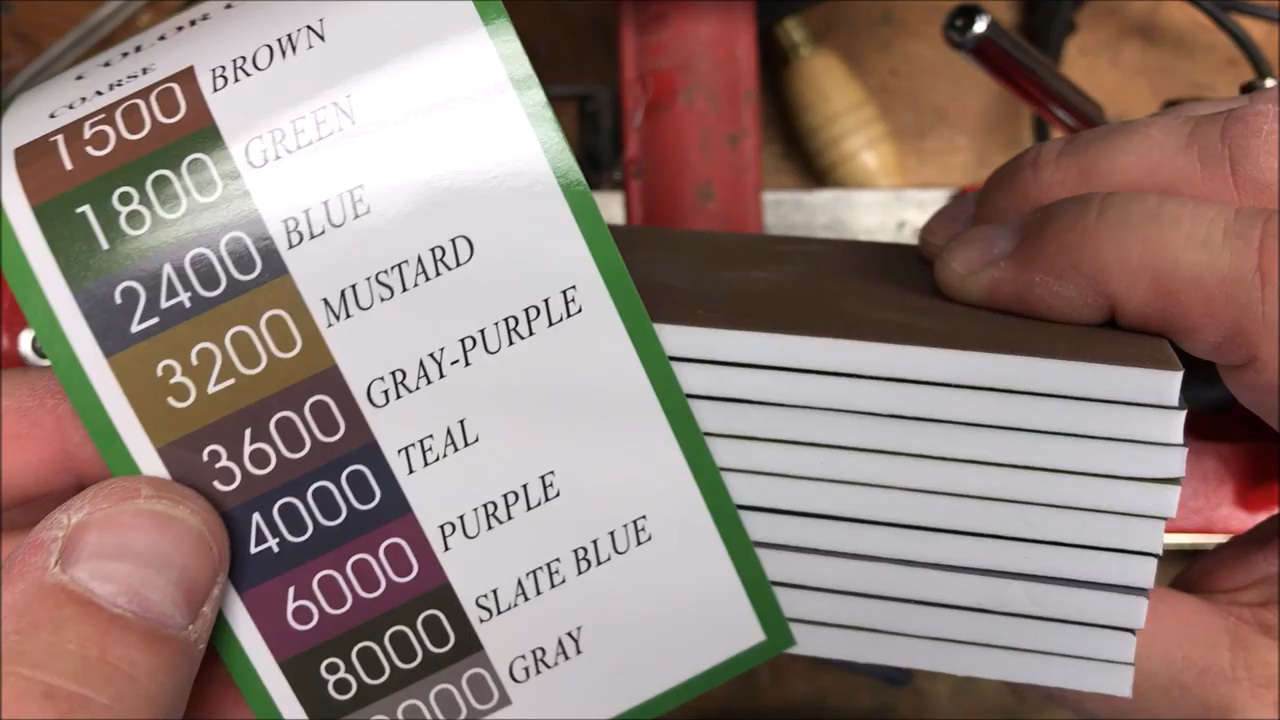 COLOR
COARSE
1500 BROWN
1800 GREEN
2400 BLUE
3200 MUSTARD
3600 GRAY-PURPLE
4000 TEAL
6000 PURPLE
8000 SLATE BLUE
GRAY